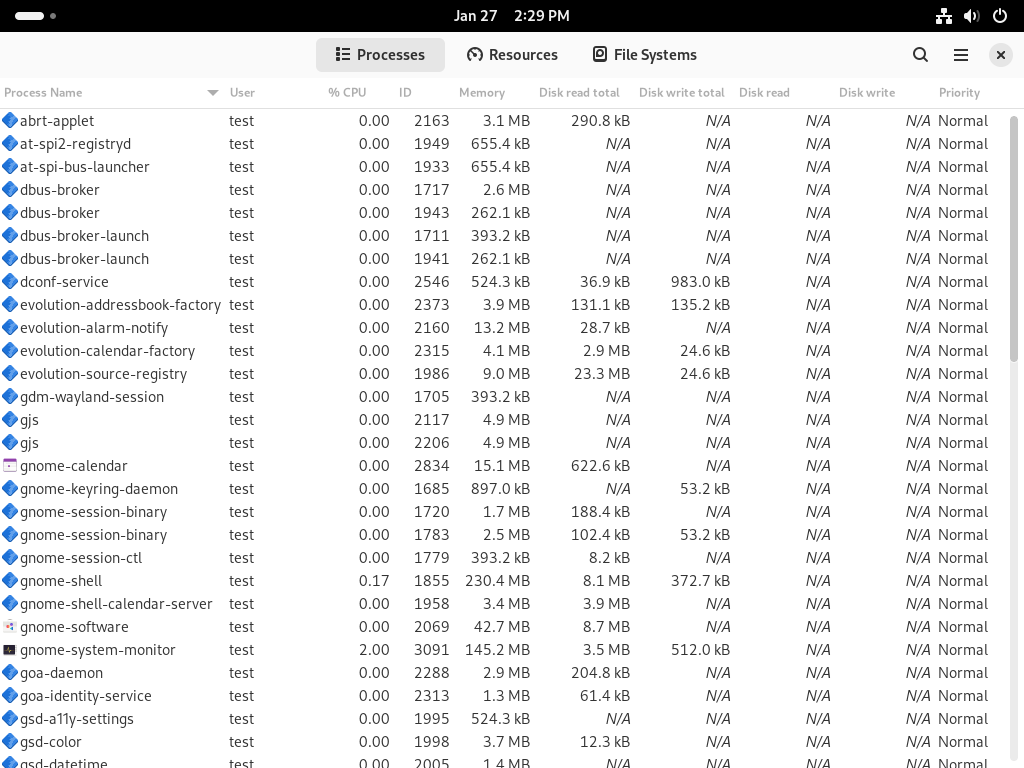 Jan 27 2:29 PM
Processes Resources File Systems
Process Name User % CPU ID Memory Disk read total Disk write total Disk read Disk write Priority
abrt-applet test 0.00 2163 3.1 MB 290.8 kB N/A N/A N/A Normal
at-spi2-registryd test 0.00 1949 655.4 kB N/A N/A N/A N/A Normal
at-spi-bus-launcher test 0.00 1933 655.4 kB N/A N/A N/A N/A Normal
dbus-broker test 0.00 1717 2.6 MB N/A N/A N/A N/A Normal
dbus-broker test 0.00 1943 262.1 kB N/A N/A N/A N/A Normal
dbus-broker-launch test 0.00 1711 393.2 kB N/A N/A N/A N/A Normal
dbus-broker-launch test 0.00 1941 262.1 kB N/A N/A N/A N/A Normal
dconf-service test 0.00 2546 524.3 kB 36.9 kB 983.0 kB N/A N/A Normal
evolution-addressbook-factory test 0.00 2373 3.9 MB 131.1 kB 135.2 kB N/A N/A Normal
evolution-alarm-notify test 0.00 2160 13.2 MB 28.7 kB N/A N/A N/A Normal
evolution-calendar-factory test 0.00 2315 4.1 MB 2.9 MB 24.6 kB N/A N/A Normal
evolution-source-registry test 0.00 1986 9.0 MB 23.3 MB 24.6 kB N/A N/A Normal
gdm-wayland-session test 0.00 1705 393.2 kB N/A N/A N/A N/A Normal
gjs test 0.00 2117 4.9 MB N/A N/A N/A N/A Normal
gjs test 0.00 2206 4.9 MB N/A N/A N/A N/A Normal
gnome-calendar test 0.00 2834 15.1 MB 622.6 kB N/A N/A N/A Normal
gnome-keyring-daemon test 0.00 1685 897.0 kB N/A 53.2 kB N/A N/A Normal
gnome-session-binary test 0.00 1720 1.7 MB 188.4 kB N/A N/A N/A Normal
gnome-session-binary test 0.00 1783 2.5 MB 102.4 kB 53.2 kB N/A N/A Normal
gnome-session-ctl test 0.00 1779 393.2 kB 8.2 kB N/A N/A N/A Normal
gnome-shell test 0.17 1855 230.4 MB 8.1 MB 372.7 kB N/A N/A Normal
gnome-shell-calendar-server test 0.00 1958 3.4 MB 3.9 MB N/A N/A N/A Normal
gnome-software test 0.00 2069 42.7 MB 8.7 MB N/A N/A N/A Normal
gnome-system-monitor test 2.00 3091 145.2 MB 3.5 MB 512.0 kB N/A N/A Normal
goa-daemon test 0.00 2288 2.9 MB 204.8 kB N/A N/A N/A Normal
goa-identity-service test 0.00 2313 1.3 MB 61.4 kB N/A N/A N/A Normal
gsd-a11y-settings test 0.00 1995 524.3 kB N/A N/A N/A N/A Normal
gsd-color test 0.00 1998 3.7 MB 12.3 kB N/A N/A N/A Normal
gsd-datetime test 0.00 2005 1.4 MB N/A N/A N/A N/A Normal